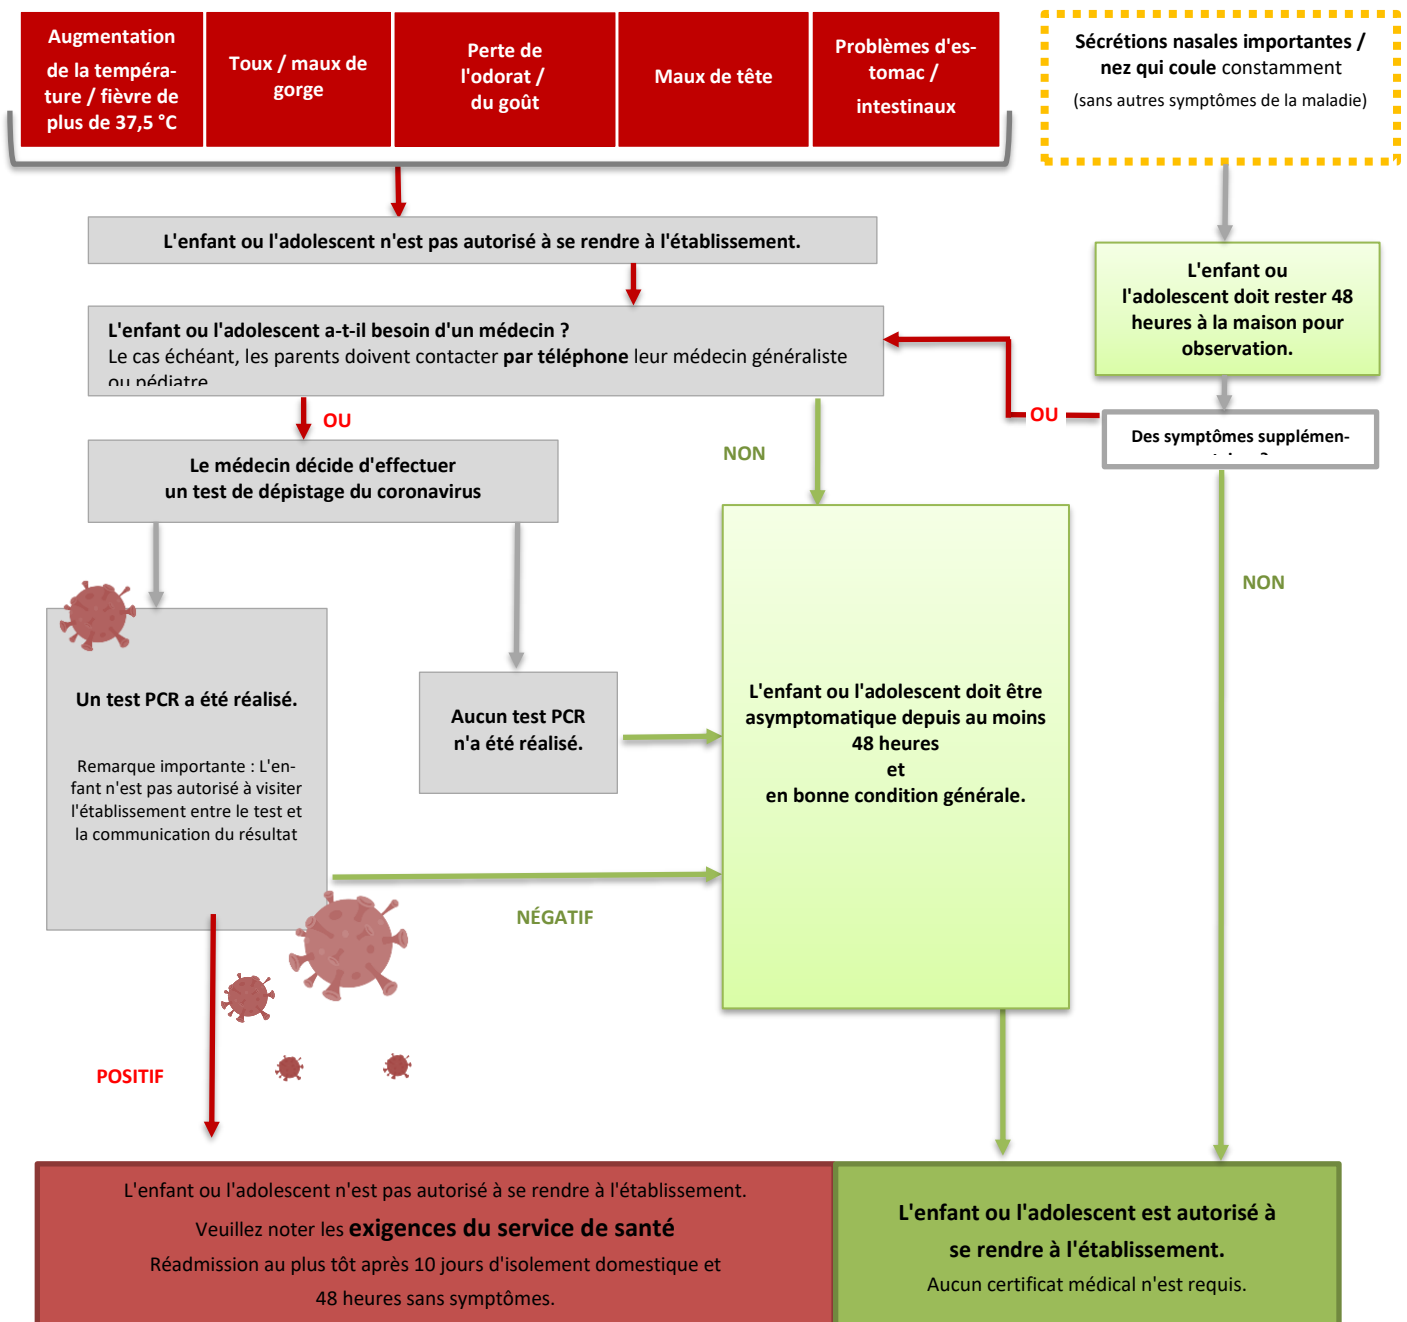 Augmentation
de la tempéra-
ture / fièvre de
plus de 37,5 °C
Toux / maux de
gorge
Perte de
l'odorat /
du goût
Maux de tête
Problèmes d'es-
tomac /
intestinaux
Sécrétions nasales importantes /
nez qui coule constamment
(sans autres symptômes de la maladie)
L'enfant ou l'adolescent n'est pas autorisé à se rendre à l'établissement.
L'enfant ou
l'adolescent doit rester 48
heures à la maison pour
observation.
L'enfant ou l'adolescent a-t-il besoin d'un médecin ?
Le cas échéant, les parents doivent contacter par téléphone leur médecin généraliste
ou pédiatre
OU
OU
Des symptômes supplémen-
NON
Le médecin décide d'effectuer
un test de dépistage du coronavirus
NON
Un test PCR a été réalisé.
Remarque importante : L'en-
fant n'est pas autorisé à visiter
l'établissement entre le test et
la communication du résultat
Aucun test PCR
n'a été réalisé.
L'enfant ou l'adolescent doit être
asymptomatique depuis au moins
48 heures
et
en bonne condition générale.
NÉGATIF
POSITIF
L'enfant ou l'adolescent n'est pas autorisé à se rendre à l'établissement.
Veuillez noter les exigences du service de santé
Réadmission au plus tôt après 10 jours d'isolement domestique et
48 heures sans symptômes.
L'enfant ou l'adolescent est autorisé à
se rendre à l'établissement.
Aucun certificat médical n'est requis.